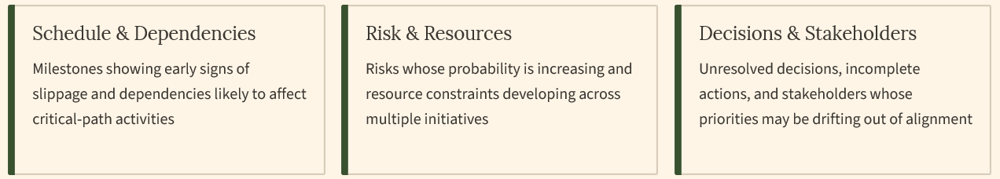 Schedule & Dependencies
Milestones showing early signs of
slippage and dependencies likely to affect
critical-path activities
Risk & Resources
Risks whose probability is increasing and
resource constraints developing across
multiple initiatives
Decisions & Stakeholders
Unresolved decisions, incomplete
actions, and stakeholders whose
priorities may be drifting out of alignment